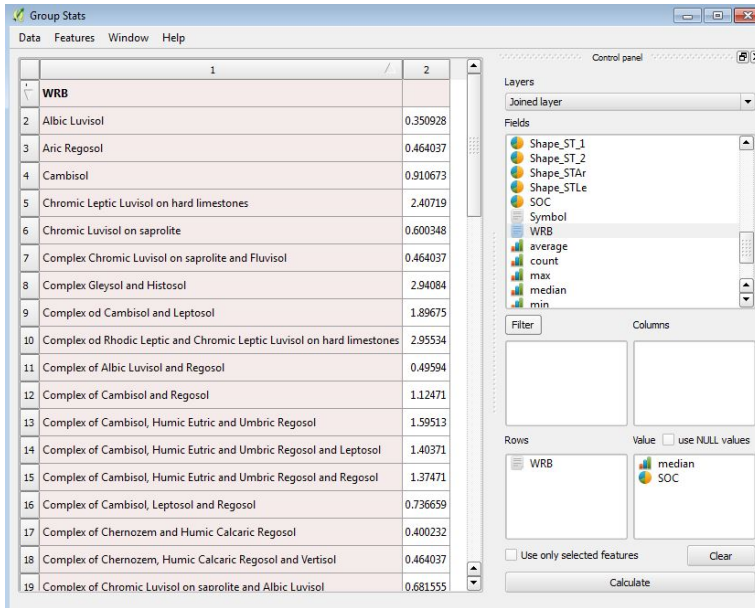 Group Stats
Data Features Window Help
1 2
WRB
2 Albic Luvisol 0.350928
3 Aric Regosol 0.464037
4 Cambisol 0.910673
5 Chromic Leptic Luvisol on hard limestones 2.40719
6 Chromic Luvisol on saprolite 0.600348
7 Complex Chromic Luvisol on saprolite and Fluvisol 0.464037
8 Complex Gleysol and Histosol 2.94084
9 Complex od Cambisol and Leptosol 1.89675
10 Complex od Rhodic Leptic and Chromic Leptic Luvisol on hard limestones 2.95534
11 Complex of Albic Luvisol and Regosol 0.49594
12 Complex of Cambisol and Regosol 1.12471
13 Complex of Cambisol, Humic Eutric and Umbric Regosol 1.59513
14 Complex of Cambisol, Humic Eutric and Umbric Regosol and Leptosol 1.40371
15 Complex of Cambisol, Humic Eutric and Umbric Regosol and Regosol 1.37471
16 Complex of Cambisol, Leptosol and Regosol 0.736659
17 Complex of Chernozem and Humic Calcaric Regosol 0.400232
18 Complex of Chernozem, Humic Calcaric Regosol and Vertisol 0.464037
19 Complex of Chromic Luvisol on saprolite and Albic Luvisol 0.681555
Control panel
Layers
Joined layer
Fields
Shape_ST_1
Shape_ST_2
Shape_STAr
Shape_STLe
SOC
Symbol
WRB
average
count
max
median
min
Filter Columns
Rows Value use NULL values
WRB
median
SOC
Use only selected features Clear
Calculate